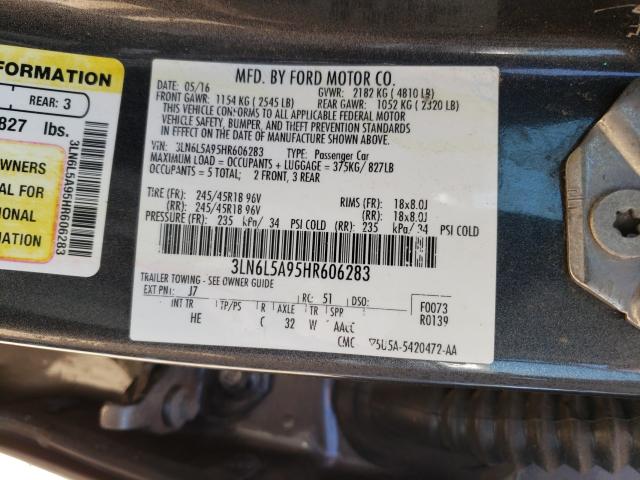 FORMATION
REAR: 3
827 lbs.
WNERS
AL FOR
TIONAL
MATION
3LN6L5A95HR606283
MFD. BY FORD MOTOR CO.
DATE: 05/16
GVWR: 2182 KG ( 4810 LB)
FRONT GAWR: 1154 KG ( 2545 LB)
REAR GAWR: 1052 KG ( 2320 LB)
THIS VEHICLE CONFORMS TO ALL APPLICABLE FEDERAL MOTOR
VEHICLE SAFETY, BUMPER, AND THEFT PREVENTION STANDARDS
IN EFFECT ON THE DATE OF MANUFACTURE SHOWN ABOVE.
VIN: 3LN6L5A95HR606283 TYPE: Passenger Car
MAXIMUM LOAD = OCCUPANTS + LUGGAGE = 375KG/ 827LB
OCCUPANTS = 5 TOTAL; 2 FRONT, 3 REAR
TIRE (FR): 245/45R18 96V RIMS (FR): 18x8.0J
(RR): 245/45R18 96V (RR): 18x8.0J
PRESSURE (FR): 235 kPa/ 34 PSI COLD (RR): 235 kPa/ 34 PSI COLD
3LN6L5A95HR606283
TRAILER TOWING - SEE OWNER GUIDE
EXT PNT: J7 RC: 51 DSO: F0073
INT TR TP/PS R AXLE TR SPR R0139
HE C 32 W AACC
CMC 5U5A-5420472-AA